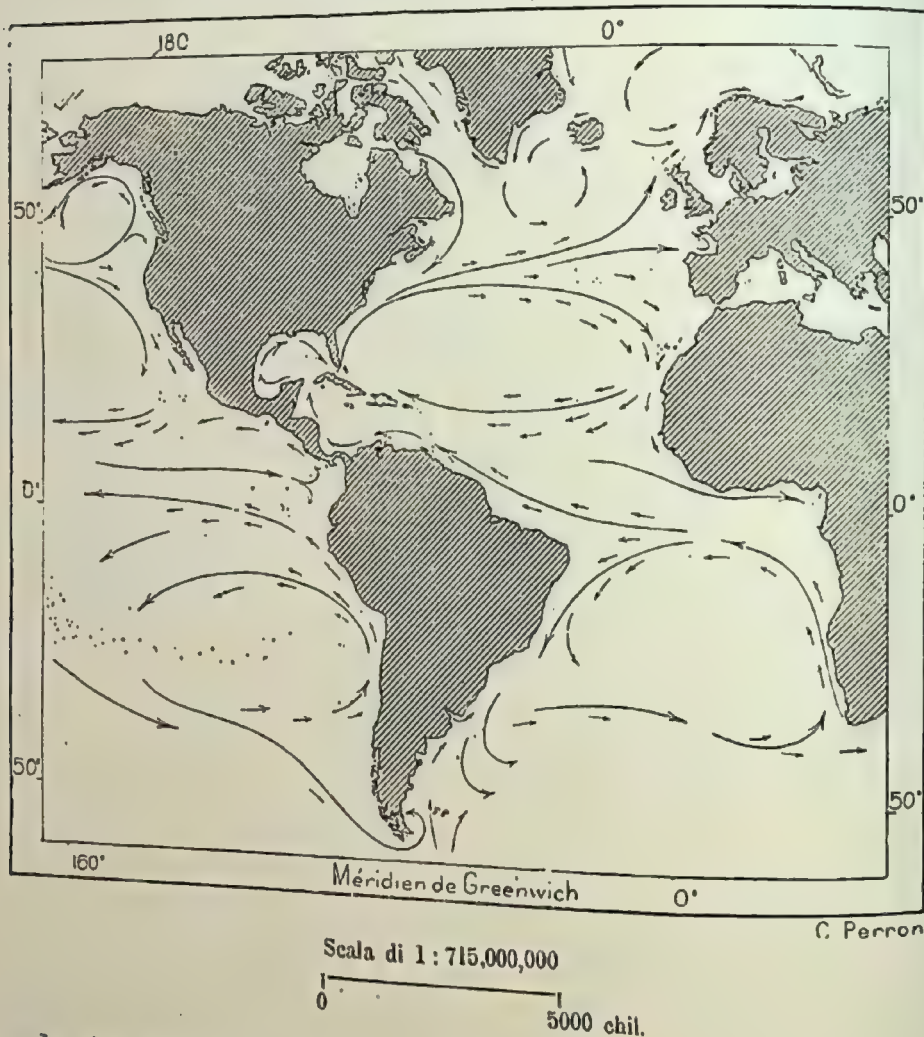 180 0°
50° 50°
0° 0°
50° 50°
160° Méridien de Greenwich 0°
C. Perron
Scala di 1 : 715,000,000
0 5000 chil.